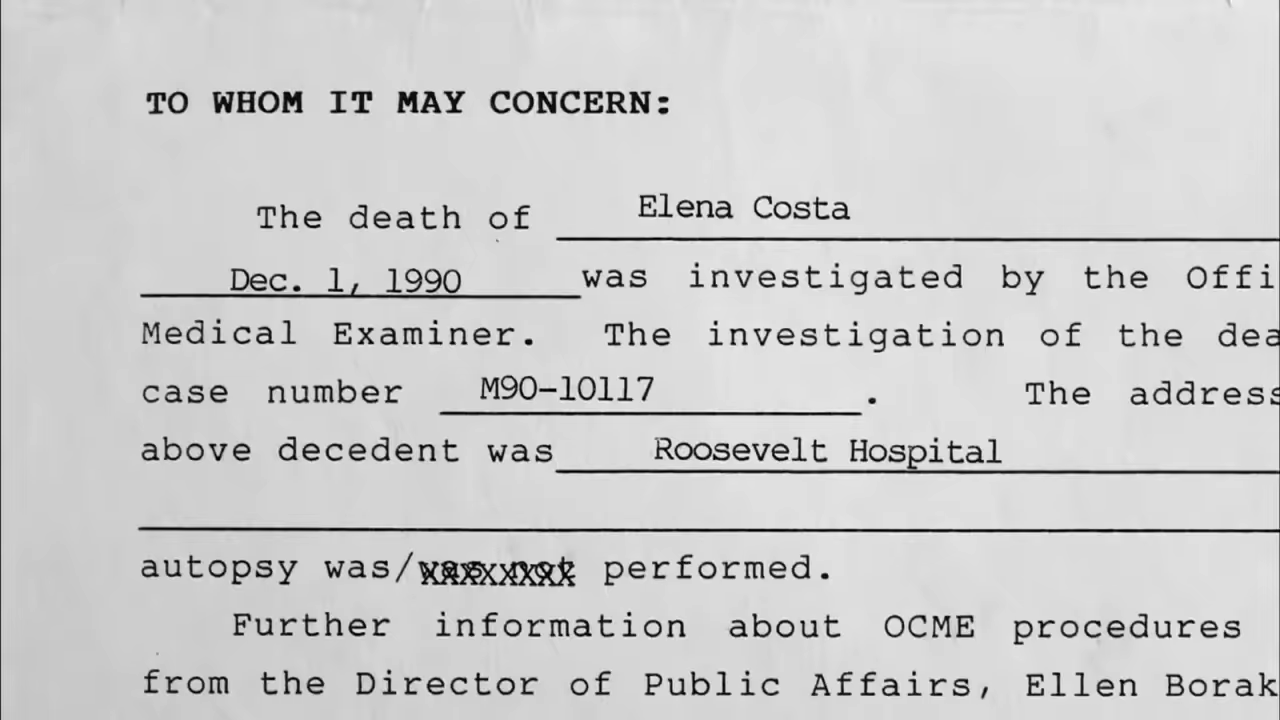 TO WHOM IT MAY CONCERN:
The death of Elena Costa
Dec. 1, 1990 was investigated by the Offi
Medical Examiner. The investigation of the dea
case number M90-10117 . The address
above decedent was Roosevelt Hospital
autopsy was/was not performed.
Further information about OCME procedures
from the Director of Public Affairs, Ellen Borak